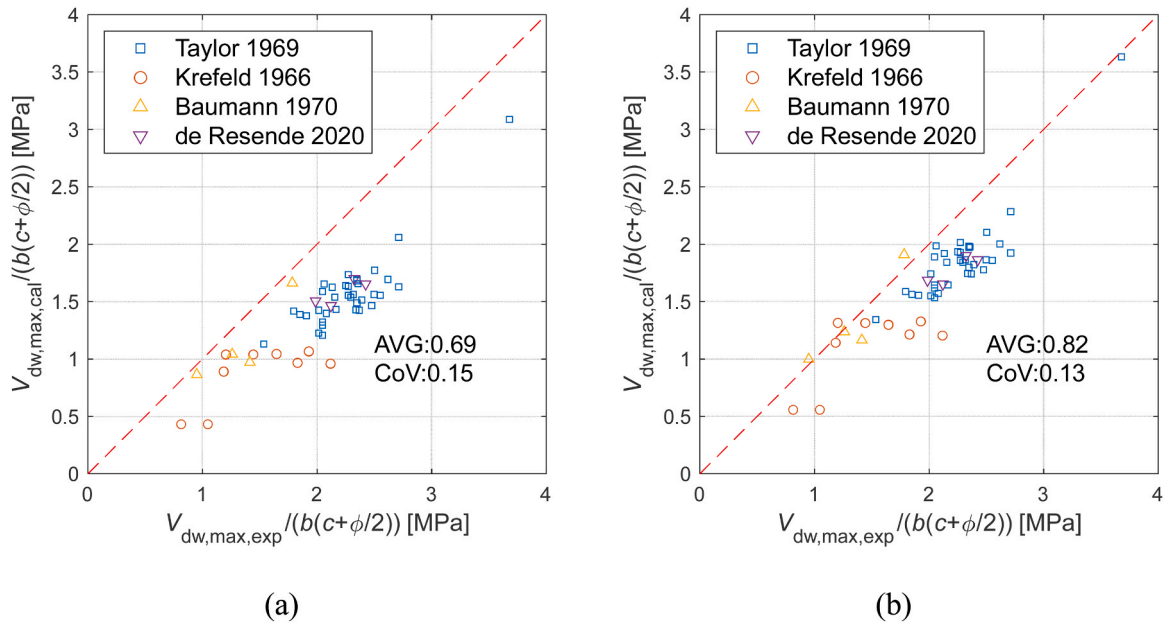 4
3.5
3
2.5
2
1.5
1
0.5
0
0 1 2 3 4
V_dw,max,cal/(b(c+ϕ/2)) [MPa]
V_dw,max,exp/(b(c+ϕ/2)) [MPa]
Taylor 1969
Krefeld 1966
Baumann 1970
de Resende 2020
AVG:0.69
CoV:0.15
(a)
4
3.5
3
2.5
2
1.5
1
0.5
0
0 1 2 3 4
V_dw,max,cal/(b(c+ϕ/2)) [MPa]
V_dw,max,exp/(b(c+ϕ/2)) [MPa]
Taylor 1969
Krefeld 1966
Baumann 1970
de Resende 2020
AVG:0.82
CoV:0.13
(b)